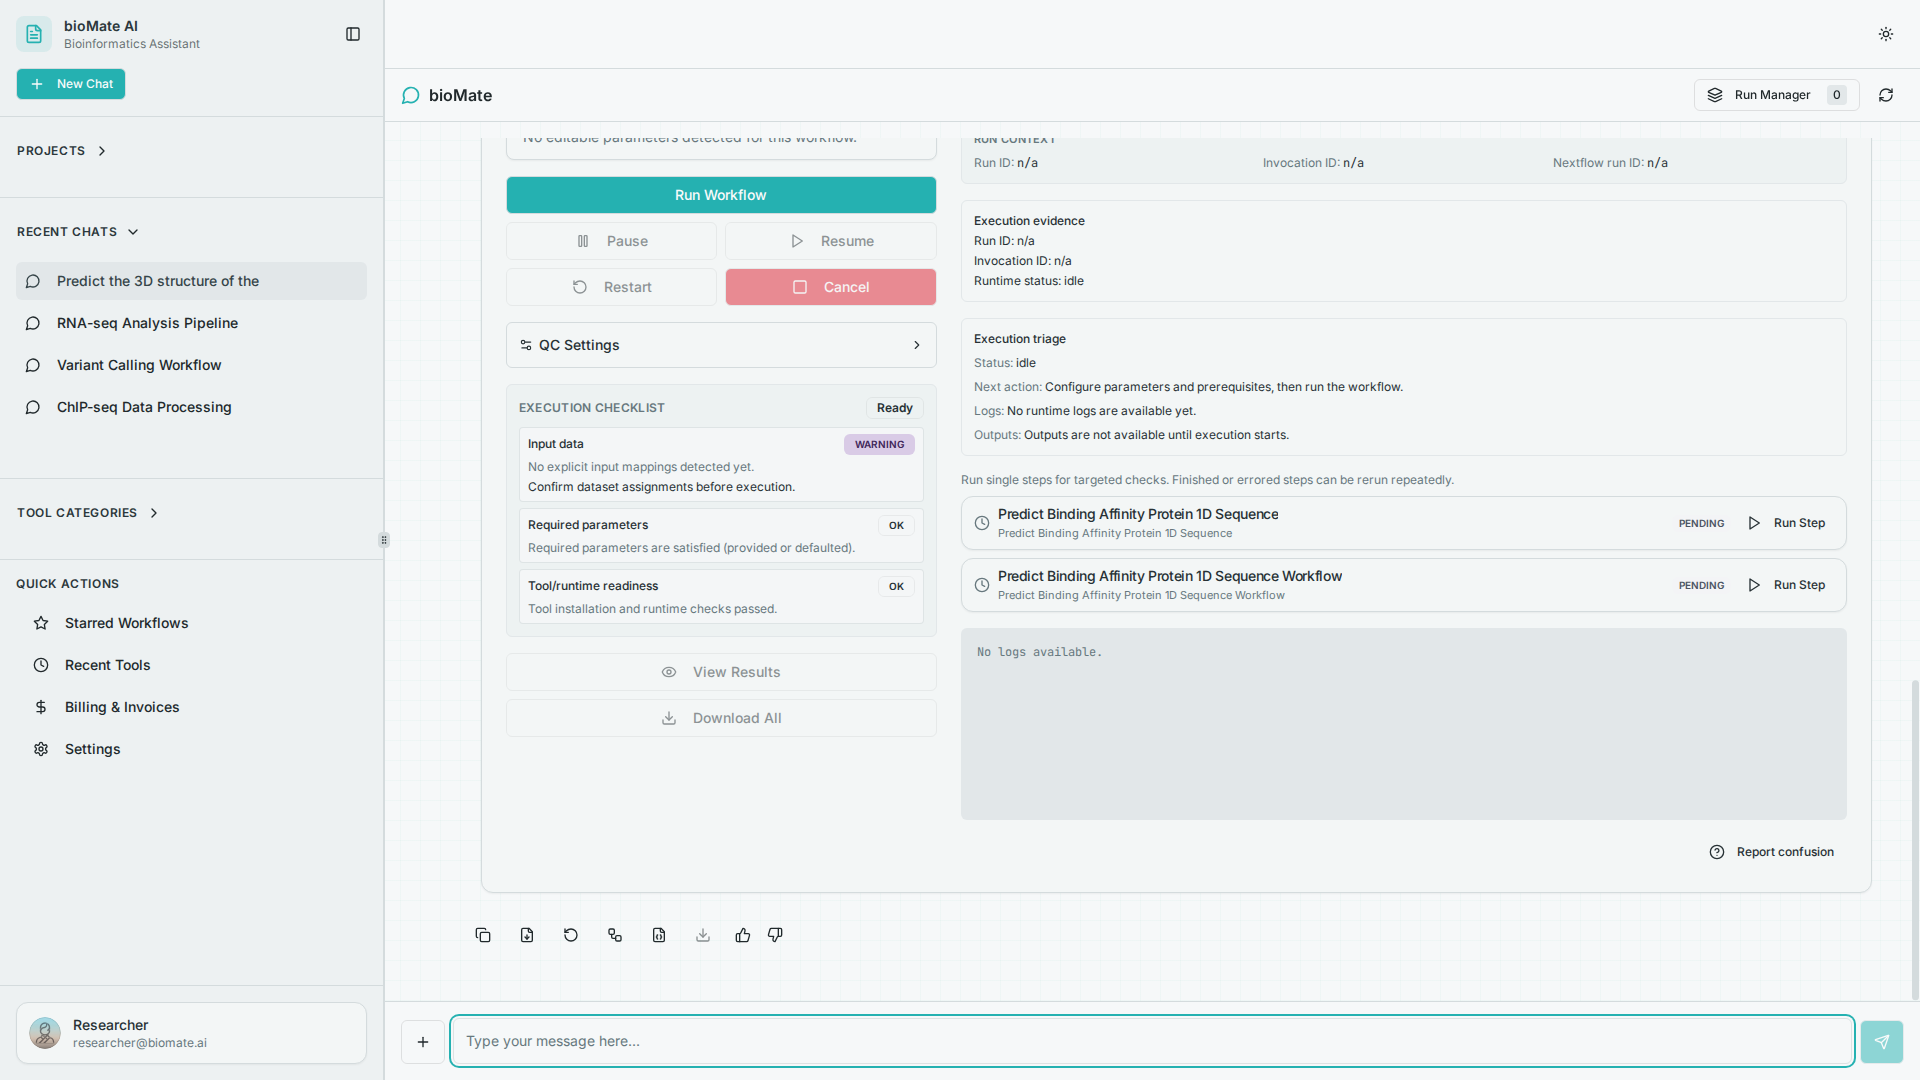 bioMate AI
Bioinformatics Assistant
New Chat
PROJECTS
RECENT CHATS
Predict the 3D structure of the
RNA-seq Analysis Pipeline
Variant Calling Workflow
ChIP-seq Data Processing
TOOL CATEGORIES
QUICK ACTIONS
Starred Workflows
Recent Tools
Billing & Invoices
Settings
Researcher
researcher@biomate.ai
bioMate
Run Manager 0
No editable parameters detected for this workflow.
Run Workflow
Pause
Resume
Restart
Cancel
QC Settings
EXECUTION CHECKLIST
Ready
Input data
WARNING
No explicit input mappings detected yet.
Confirm dataset assignments before execution.
Required parameters
OK
Required parameters are satisfied (provided or defaulted).
Tool/runtime readiness
OK
Tool installation and runtime checks passed.
View Results
Download All
RUN CONTEXT
Run ID: n/a
Invocation ID: n/a
Nextflow run ID: n/a
Execution evidence
Run ID: n/a
Invocation ID: n/a
Runtime status: idle
Execution triage
Status: idle
Next action: Configure parameters and prerequisites, then run the workflow.
Logs: No runtime logs are available yet.
Outputs: Outputs are not available until execution starts.
Run single steps for targeted checks. Finished or errored steps can be rerun repeatedly.
Predict Binding Affinity Protein 1D Sequence
Predict Binding Affinity Protein 1D Sequence
PENDING
Run Step
Predict Binding Affinity Protein 1D Sequence Workflow
Predict Binding Affinity Protein 1D Sequence Workflow
PENDING
Run Step
No logs available.
Report confusion
Type your message here...